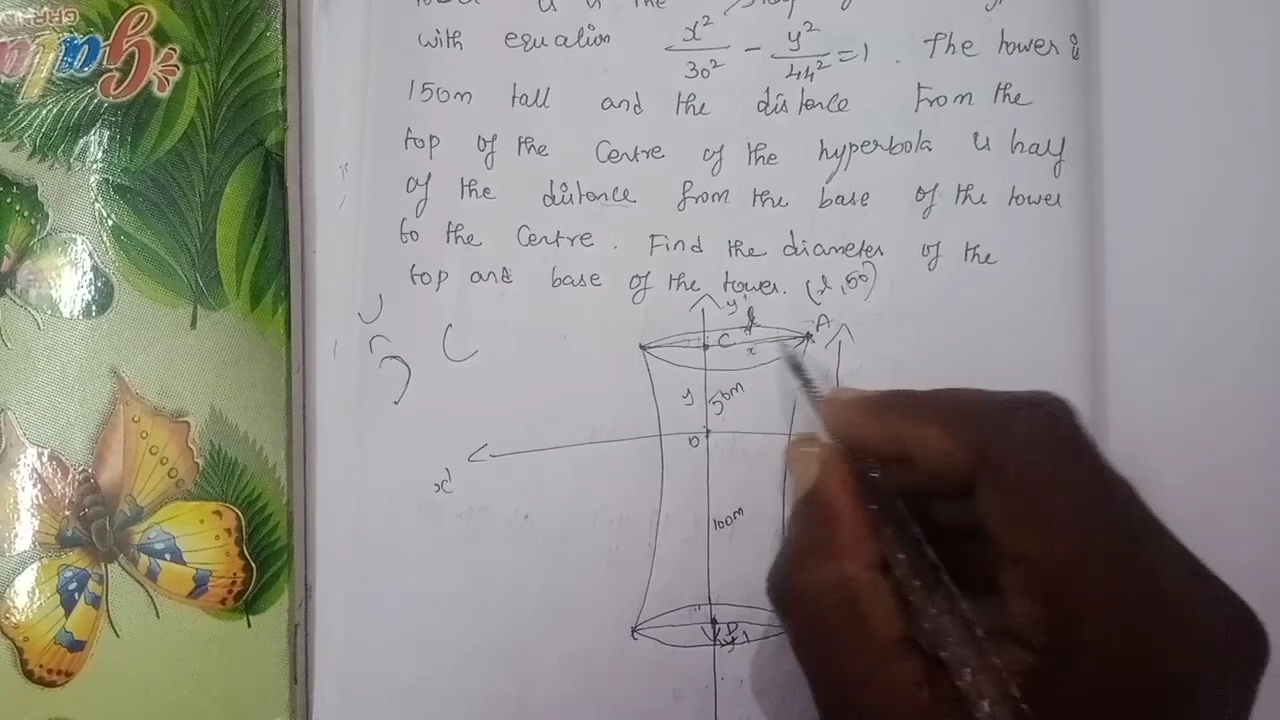 with equation x²/30² - y²/44² = 1 . The tower is
150m tall and the distance From the
top of the Centre of the hyperbola is half
of the distance from the base of the tower
to the Centre . Find the diameter of the
top and base of the tower. (x, 50)
y'
A
C
x
y 50m
O
x'
100m
D
y1